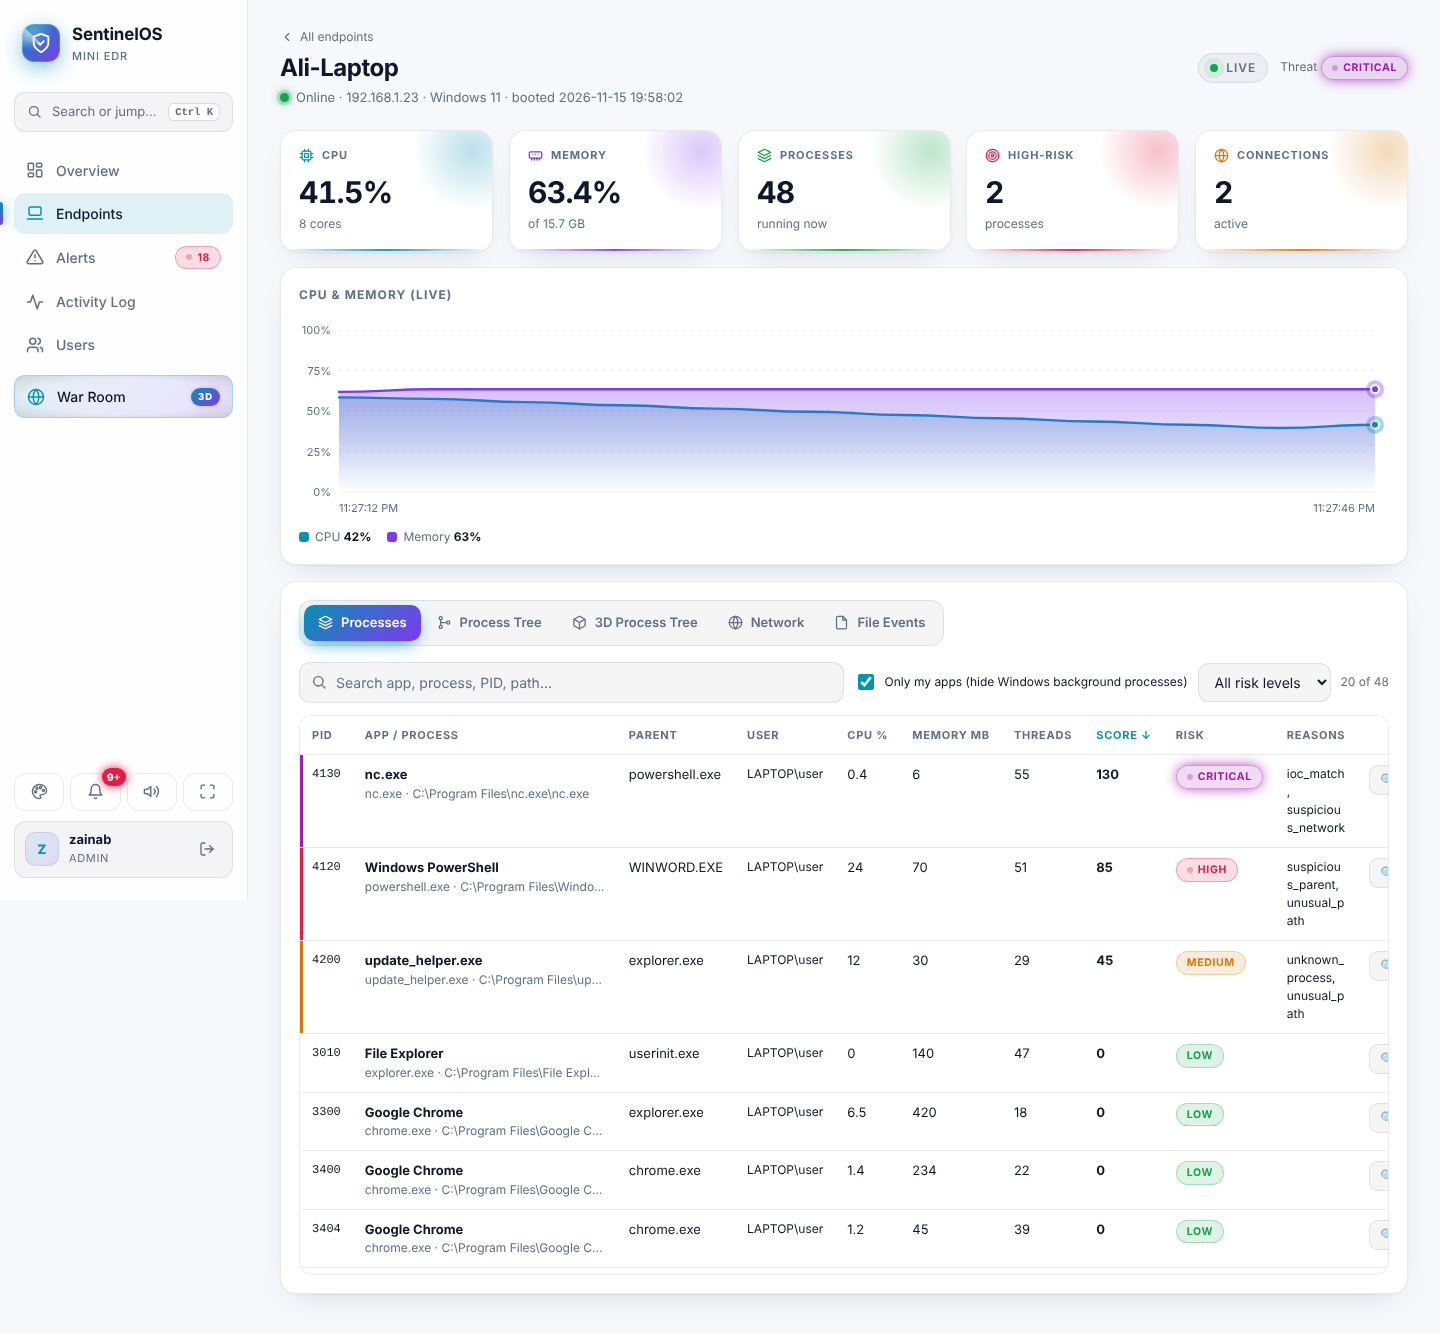 SentinelOS
MINI EDR
Search or jump...
Ctrl K
Overview
Endpoints
Alerts
18
Activity Log
Users
War Room
3D
9+
Z
zainab
ADMIN
All endpoints
Ali-Laptop
Online · 192.168.1.23 · Windows 11 · booted 2026-11-15 19:58:02
LIVE
Threat
CRITICAL
CPU
41.5%
8 cores
MEMORY
63.4%
of 15.7 GB
PROCESSES
48
running now
HIGH-RISK
2
processes
CONNECTIONS
2
active
CPU & MEMORY (LIVE)
100%
75%
50%
25%
0%
11:27:12 PM
11:27:46 PM
CPU 42%
Memory 63%
Processes
Process Tree
3D Process Tree
Network
File Events
Search app, process, PID, path...
Only my apps (hide Windows background processes)
All risk levels
20 of 48
PID APP / PROCESS PARENT USER CPU % MEMORY MB THREADS SCORE ↓ RISK REASONS
4130 nc.exe powershell.exe LAPTOP\user 0.4 6 55 130 CRITICAL ioc_match
nc.exe · C:\Program Files\nc.exe\nc.exe ,
suspiciou
s_network
4120 Windows PowerShell WINWORD.EXE LAPTOP\user 24 70 51 85 HIGH suspiciou
powershell.exe · C:\Program Files\Windo... s_parent,
unusual_p
ath
4200 update_helper.exe explorer.exe LAPTOP\user 12 30 29 45 MEDIUM unknown_
update_helper.exe · C:\Program Files\up... process,
unusual_p
ath
3010 File Explorer userinit.exe LAPTOP\user 0 140 47 0 LOW
explorer.exe · C:\Program Files\File Expl...
3300 Google Chrome explorer.exe LAPTOP\user 6.5 420 18 0 LOW
chrome.exe · C:\Program Files\Google C...
3400 Google Chrome chrome.exe LAPTOP\user 1.4 234 22 0 LOW
chrome.exe · C:\Program Files\Google C...
3404 Google Chrome chrome.exe LAPTOP\user 1.2 45 39 0 LOW
chrome.exe · C:\Program Files\Google C...